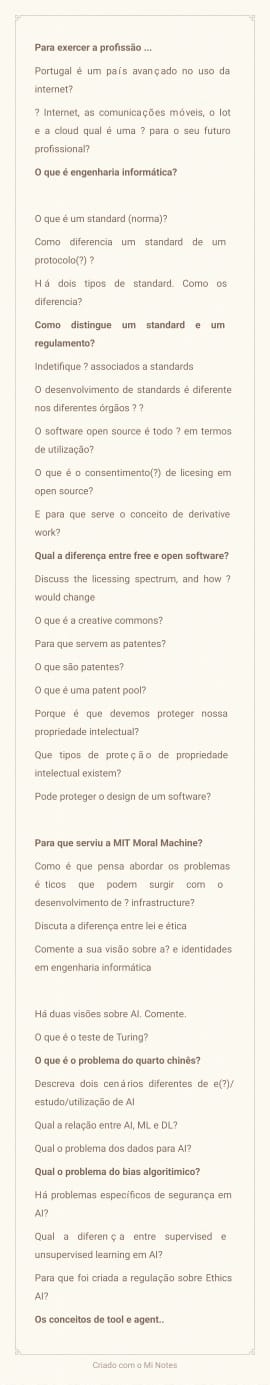 Para exercer a profissão ...
Portugal é um país avançado no uso da
internet?
? Internet, as comunicações móveis, o Iot
e a cloud qual é uma ? para o seu futuro
profissional?
O que é engenharia informática?
O que é um standard (norma)?
Como diferencia um standard de um
protocolo(?) ?
Há dois tipos de standard. Como os
diferencia?
Como distingue um standard e um
regulamento?
Indetifique ? associados a standards
O desenvolvimento de standards é diferente
nos diferentes órgãos ? ?
O software open source é todo ? em termos
de utilização?
O que é o consentimento(?) de licesing em
open source?
E para que serve o conceito de derivative
work?
Qual a diferença entre free e open software?
Discuss the licessing spectrum, and how ?
would change
O que é a creative commons?
Para que servem as patentes?
O que são patentes?
O que é uma patent pool?
Porque é que devemos proteger nossa
propriedade intelectual?
Que tipos de proteção de propriedade
intelectual existem?
Pode proteger o design de um software?
Para que serviu a MIT Moral Machine?
Como é que pensa abordar os problemas
éticos que podem surgir com o
desenvolvimento de ? infrastructure?
Discuta a diferença entre lei e ética
Comente a sua visão sobre a? e identidades
em engenharia informática
Há duas visões sobre AI. Comente.
O que é o teste de Turing?
O que é o problema do quarto chinês?
Descreva dois cenários diferentes de e(?)/
estudo/utilização de AI
Qual a relação entre AI, ML e DL?
Qual o problema dos dados para AI?
Qual o problema do bias algoritimico?
Há problemas específicos de segurança em
AI?
Qual a diferença entre supervised e
unsupervised learning em AI?
Para que foi criada a regulação sobre Ethics
AI?
Os conceitos de tool e agent..
Criado com o Mi Notes